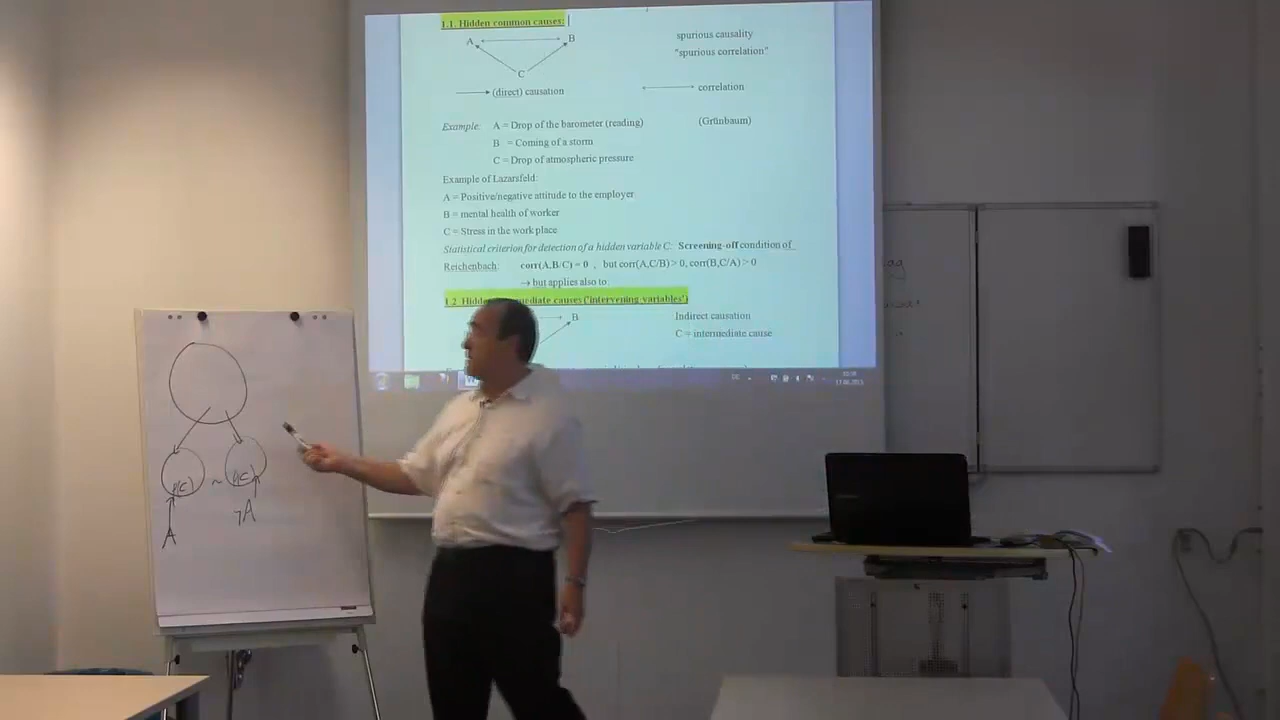 1.1. Hidden common causes:
A B
C
spurious causality
"spurious correlation"
(direct) causation
correlation
Example: A = Drop of the barometer (reading) (Grünbaum)
B = Coming of a storm
C = Drop of atmospheric pressure
Example of Lazarsfeld:
A = Positive/negative attitude to the employer
B = mental health of worker
C = Stress in the work place
Statistical criterion for detection of a hidden variable C: Screening-off condition of
Reichenbach: corr(A,B/C) = 0 , but corr(A,C/B) > 0, corr(B,C/A) > 0
→ but applies also to:
1.2. Hidden mediate causes ('intervening variables')
B
Indirect causation
C = intermediate cause
~
A ¬A